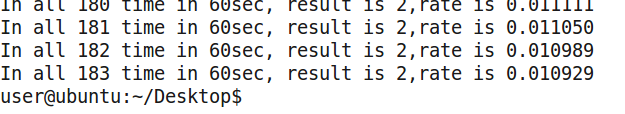 In all 180 time in 60sec, result is 2,rate is 0.011111
In all 181 time in 60sec, result is 2,rate is 0.011050
In all 182 time in 60sec, result is 2,rate is 0.010989
In all 183 time in 60sec, result is 2,rate is 0.010929
user@ubuntu:~/Desktop$